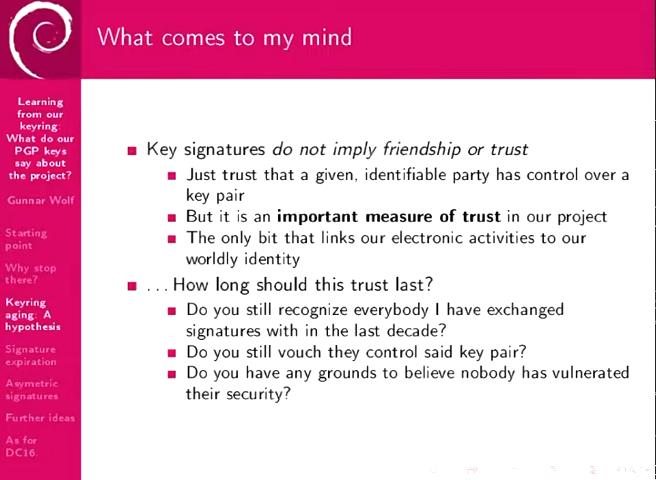 What comes to my mind
Learning
from our
keyring:
What do our
PGP keys
say about
the project?
Gunnar Wolf
Starting
point
Why stop
there?
Keyring
aging: A
hypothesis
Signature
expiration
Asymetric
signatures
Further ideas
As for
DC16.
Key signatures do not imply friendship or trust
Just trust that a given, identifiable party has control over a
key pair
But it is an important measure of trust in our project
The only bit that links our electronic activities to our
worldly identity
...How long should this trust last?
Do you still recognize everybody I have exchanged
signatures with in the last decade?
Do you still vouch they control said key pair?
Do you have any grounds to believe nobody has vulnerated
their security?